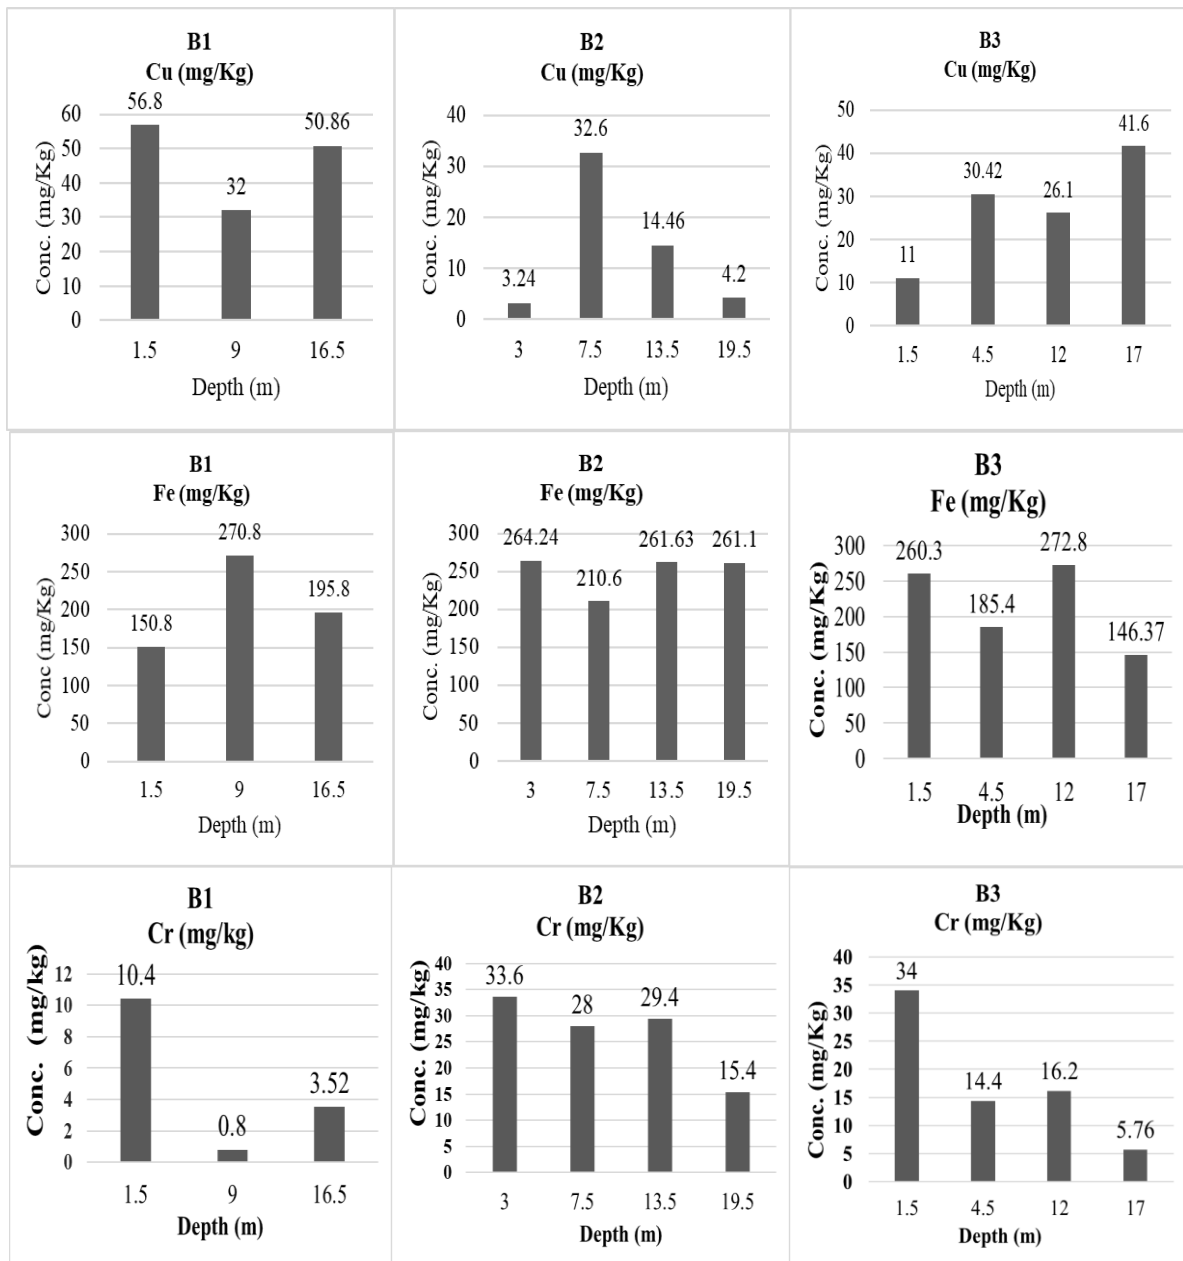 B1
Cu (mg/Kg)
Conc. (mg/Kg)
60
50
40
30
20
10
0
56.8
32
50.86
1.5 9 16.5
Depth (m)
B2
Cu (mg/Kg)
Conc. (mg/Kg)
40
30
20
10
0
3.24
32.6
14.46
4.2
3 7.5 13.5 19.5
Depth (m)
B3
Cu (mg/Kg)
Conc. (mg/Kg)
50
40
30
20
10
0
11
30.42
26.1
41.6
1.5 4.5 12 17
Depth (m)
B1
Fe (mg/Kg)
Conc (mg/Kg)
300
250
200
150
100
50
0
150.8
270.8
195.8
1.5 9 16.5
Depth (m)
B2
Fe (mg/Kg)
Conc. (mg/Kg)
300
250
200
150
100
50
0
264.24
210.6
261.63
261.1
3 7.5 13.5 19.5
Depth (m)
B3
Fe (mg/Kg)
Conc. (mg/Kg)
300
250
200
150
100
50
0
260.3
185.4
272.8
146.37
1.5 4.5 12 17
Depth (m)
B1
Cr (mg/kg)
Conc. (mg/kg)
12
10
8
6
4
2
0
10.4
0.8
3.52
1.5 9 16.5
Depth (m)
B2
Cr (mg/Kg)
Conc. (mg/kg)
40
35
30
25
20
15
10
5
0
33.6
28
29.4
15.4
3 7.5 13.5 19.5
Depth (m)
B3
Cr (mg/Kg)
Conc. (mg/Kg)
40
35
30
25
20
15
10
5
0
34
14.4
16.2
5.76
1.5 4.5 12 17
Depth (m)